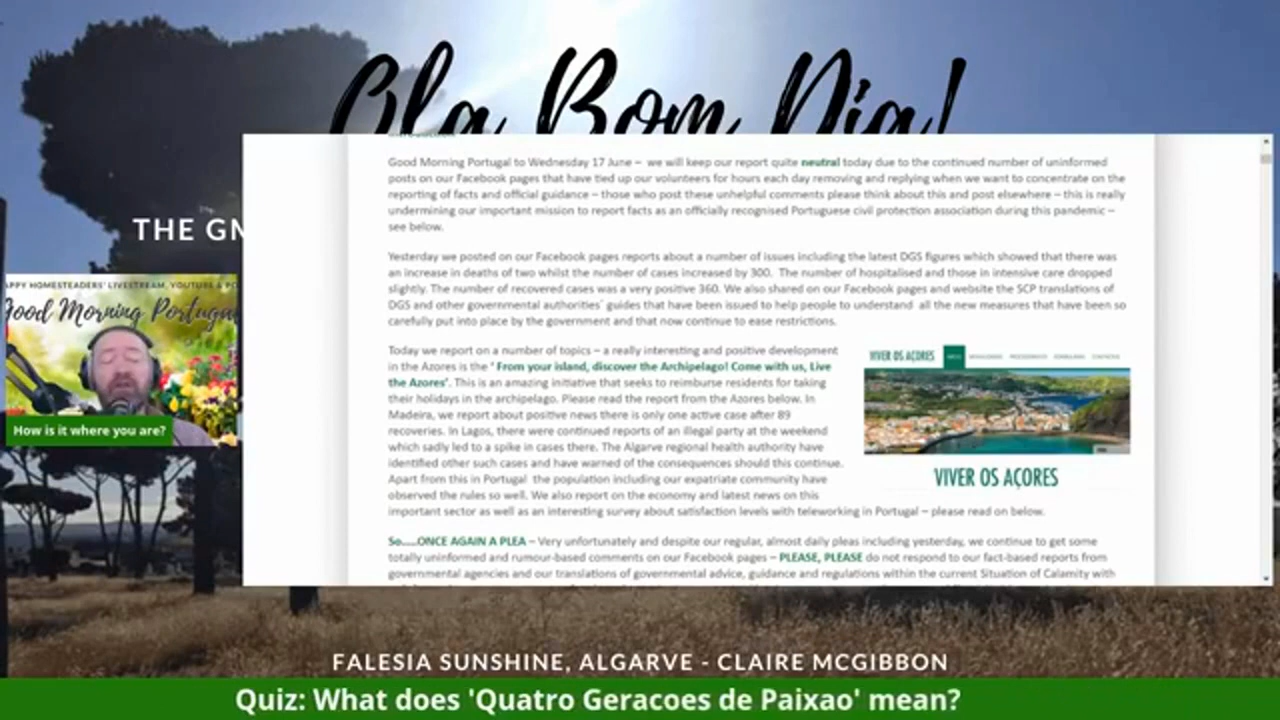 Ola Bom Dia!
THE GM
Good Morning Portugal to Wednesday 17 June – we will keep our report quite neutral today due to the continued number of uninformed
posts on our Facebook pages that have tied up our volunteers for hours each day removing and replying when we want to concentrate on the
reporting of facts and official guidance – those who post these unhelpful comments please think about this and post elsewhere – this is really
undermining our important mission to report facts as an officially recognised Portuguese civil protection association during this pandemic –
see below.
Yesterday we posted on our Facebook pages reports about a number of issues including the latest DGS figures which showed that there was
an increase in deaths of two whilst the number of cases increased by 300. The number of hospitalised and those in intensive care dropped
slightly. The number of recovered cases was a very positive 360. We also shared on our Facebook pages and website the SCP translations of
DGS and other governmental authorities´ guides that have been issued to help people to understand all the new measures that have been so
carefully put into place by the government and that now continue to ease restrictions.
Today we report on a number of topics – a really interesting and positive development
in the Azores is the ‘ From your island, discover the Archipelago! Come with us, Live
the Azores’. This is an amazing initiative that seeks to reimburse residents for taking
their holidays in the archipelago. Please read the report from the Azores below. In
Madeira, we report about positive news there is only one active case after 89
recoveries. In Lagos, there were continued reports of an illegal party at the weekend
which sadly led to a spike in cases there. The Algarve regional health authority have
identified other such cases and have warned of the consequences should this continue.
Apart from this in Portugal the population including our expatriate community have
observed the rules so well. We also report on the economy and latest news on this
important sector as well as an interesting survey about satisfaction levels with teleworking in Portugal – please read on below.
VIVER OS AÇORES
VIVER OS AÇORES
So.....ONCE AGAIN A PLEA – Very unfortunately and despite our regular, almost daily pleas including yesterday, we continue to get some
totally uninformed and rumour-based comments on our Facebook pages – PLEASE, PLEASE do not respond to our fact-based reports from
governmental agencies and our translations of governmental advice, guidance and regulations within the current Situation of Calamity with
APPY HOMESTEADERS' LIVESTREAM, YOUTUBE & PO
Good Morning Portugal
How is it where you are?
FALESIA SUNSHINE, ALGARVE - CLAIRE MCGIBBON
Quiz: What does 'Quatro Geracoes de Paixao' mean?